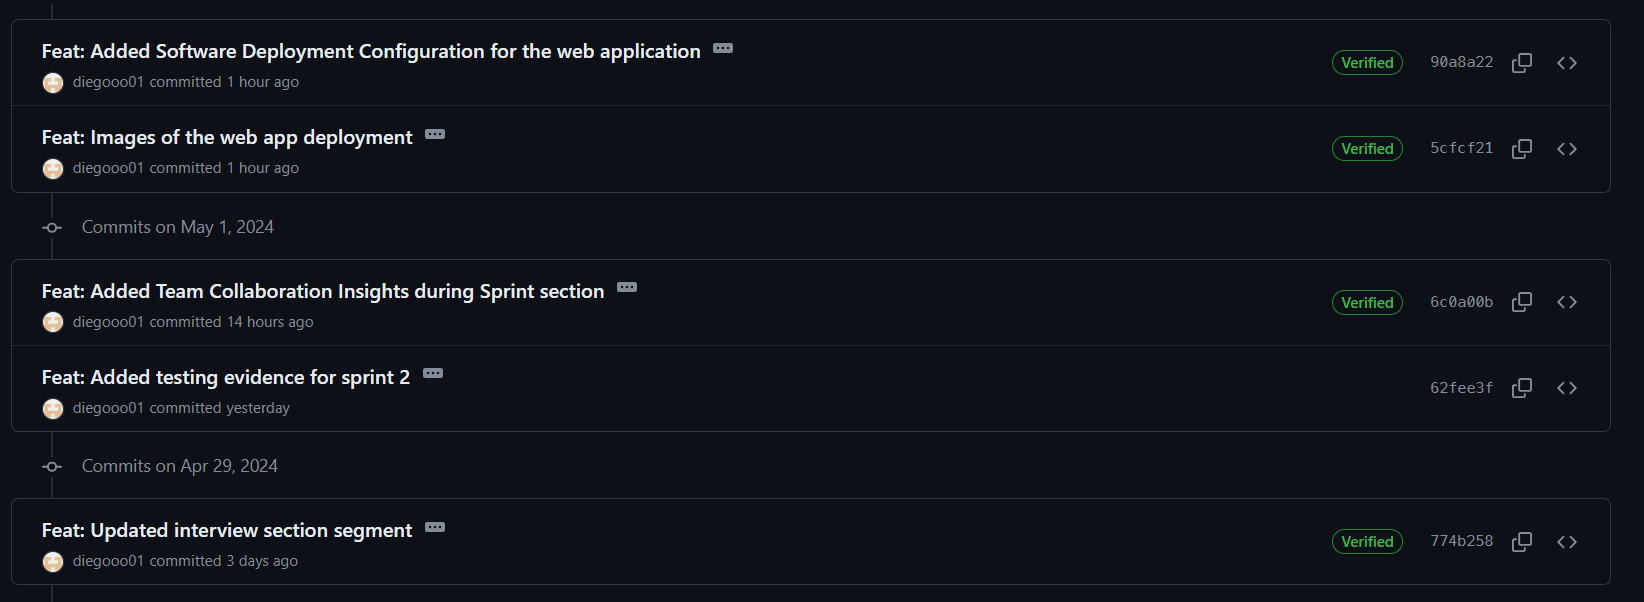 Feat: Added Software Deployment Configuration for the web application
Verified 90a8a22
diegooo01 committed 1 hour ago
Feat: Images of the web app deployment
Verified 5cfcf21
diegooo01 committed 1 hour ago
Commits on May 1, 2024
Feat: Added Team Collaboration Insights during Sprint section
Verified 6c0a00b
diegooo01 committed 14 hours ago
Feat: Added testing evidence for sprint 2
62fee3f
diegooo01 committed yesterday
Commits on Apr 29, 2024
Feat: Updated interview section segment
Verified 774b258
diegooo01 committed 3 days ago